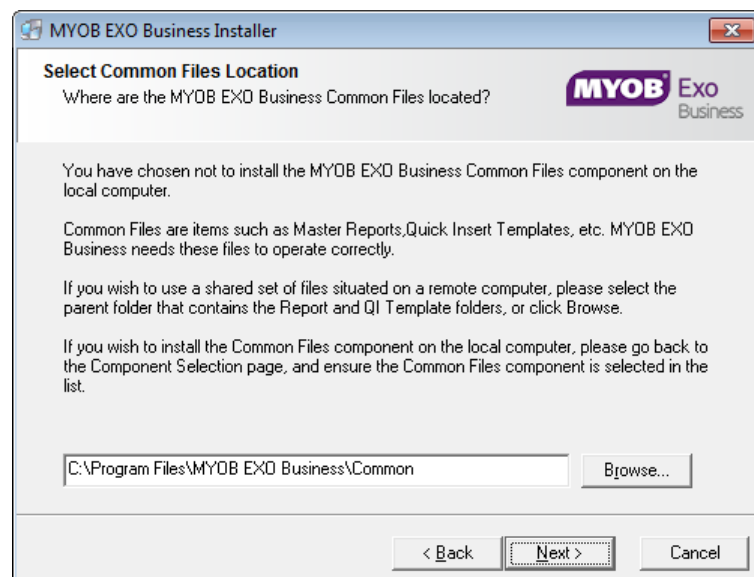 MYOB EXO Business Installer
Select Common Files Location
Where are the MYOB EXO Business Common Files located?
MYOB Exo
Business
You have chosen not to install the MYOB EXO Business Common Files component on the
local computer.
Common Files are items such as Master Reports,Quick Insert Templates, etc. MYOB EXO
Business needs these files to operate correctly.
If you wish to use a shared set of files situated on a remote computer, please select the
parent folder that contains the Report and QI Template folders, or click Browse.
If you wish to install the Common Files component on the local computer, please go back to
the Component Selection page, and ensure the Common Files component is selected in the
list.
C:\Program Files\MYOB EXO Business\Common
Browse...
< Back
Next >
Cancel